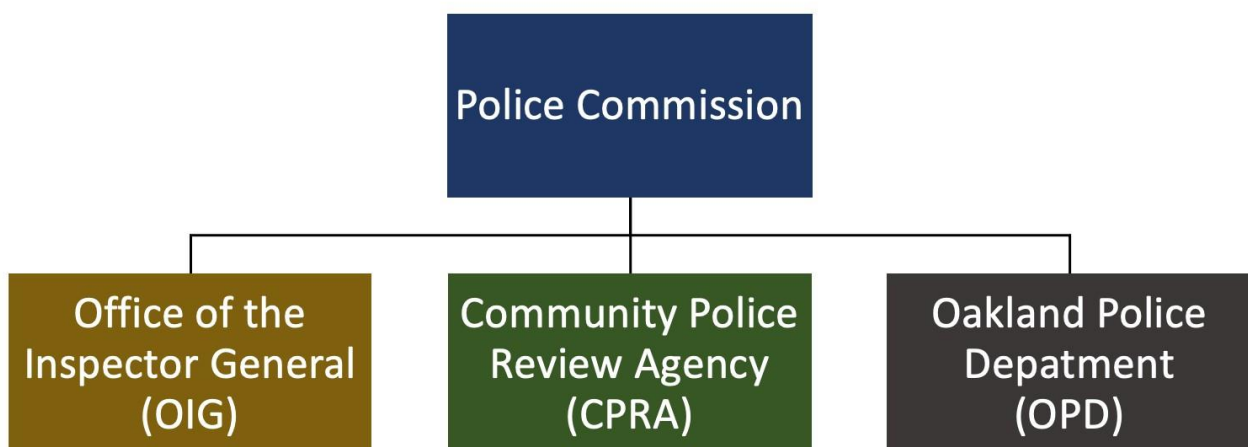 Police Commission
Office of the
Inspector General
(OIG)
Community Police
Review Agency
(CPRA)
Oakland Police
Depatment
(OPD)